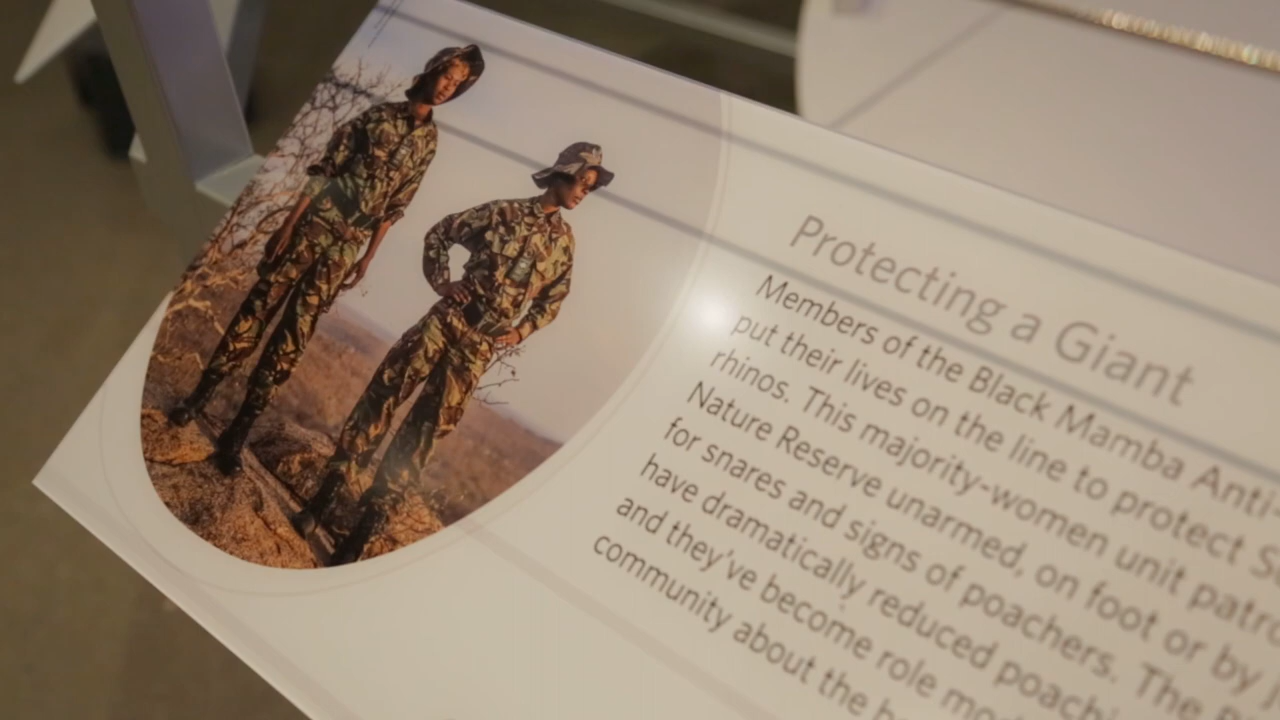 Protecting a Giant
Members of the Black Mamba Anti-
put their lives on the line to protect
rhinos. This majority-women unit
Nature Reserve unarmed, on foot or by
for snares and signs of poachers. The
have dramatically reduced
and they've become role
community about the